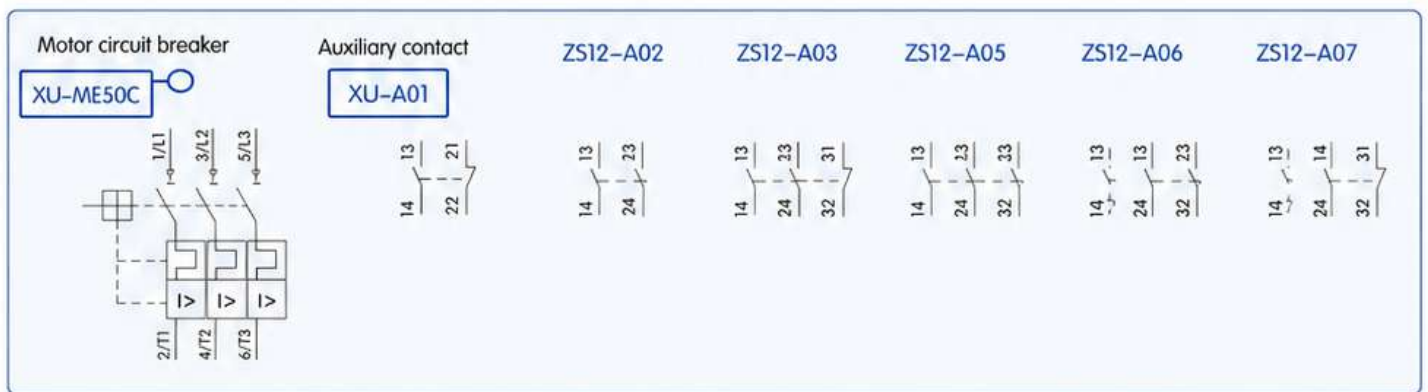 Motor circuit breaker
XU-ME50C
1/L1 3/L2 5/L3
I> I> I>
2/T1 4/T2 6/T3
Auxiliary contact
XU-A01
13 21
14 22
ZS12-A02
13 23
14 24
ZS12-A03
13 23 31
14 24 32
ZS12-A05
13 23 33
14 24 32
ZS12-A06
13 13 23
14 24 32
ZS12-A07
13 14 31
14 24 32